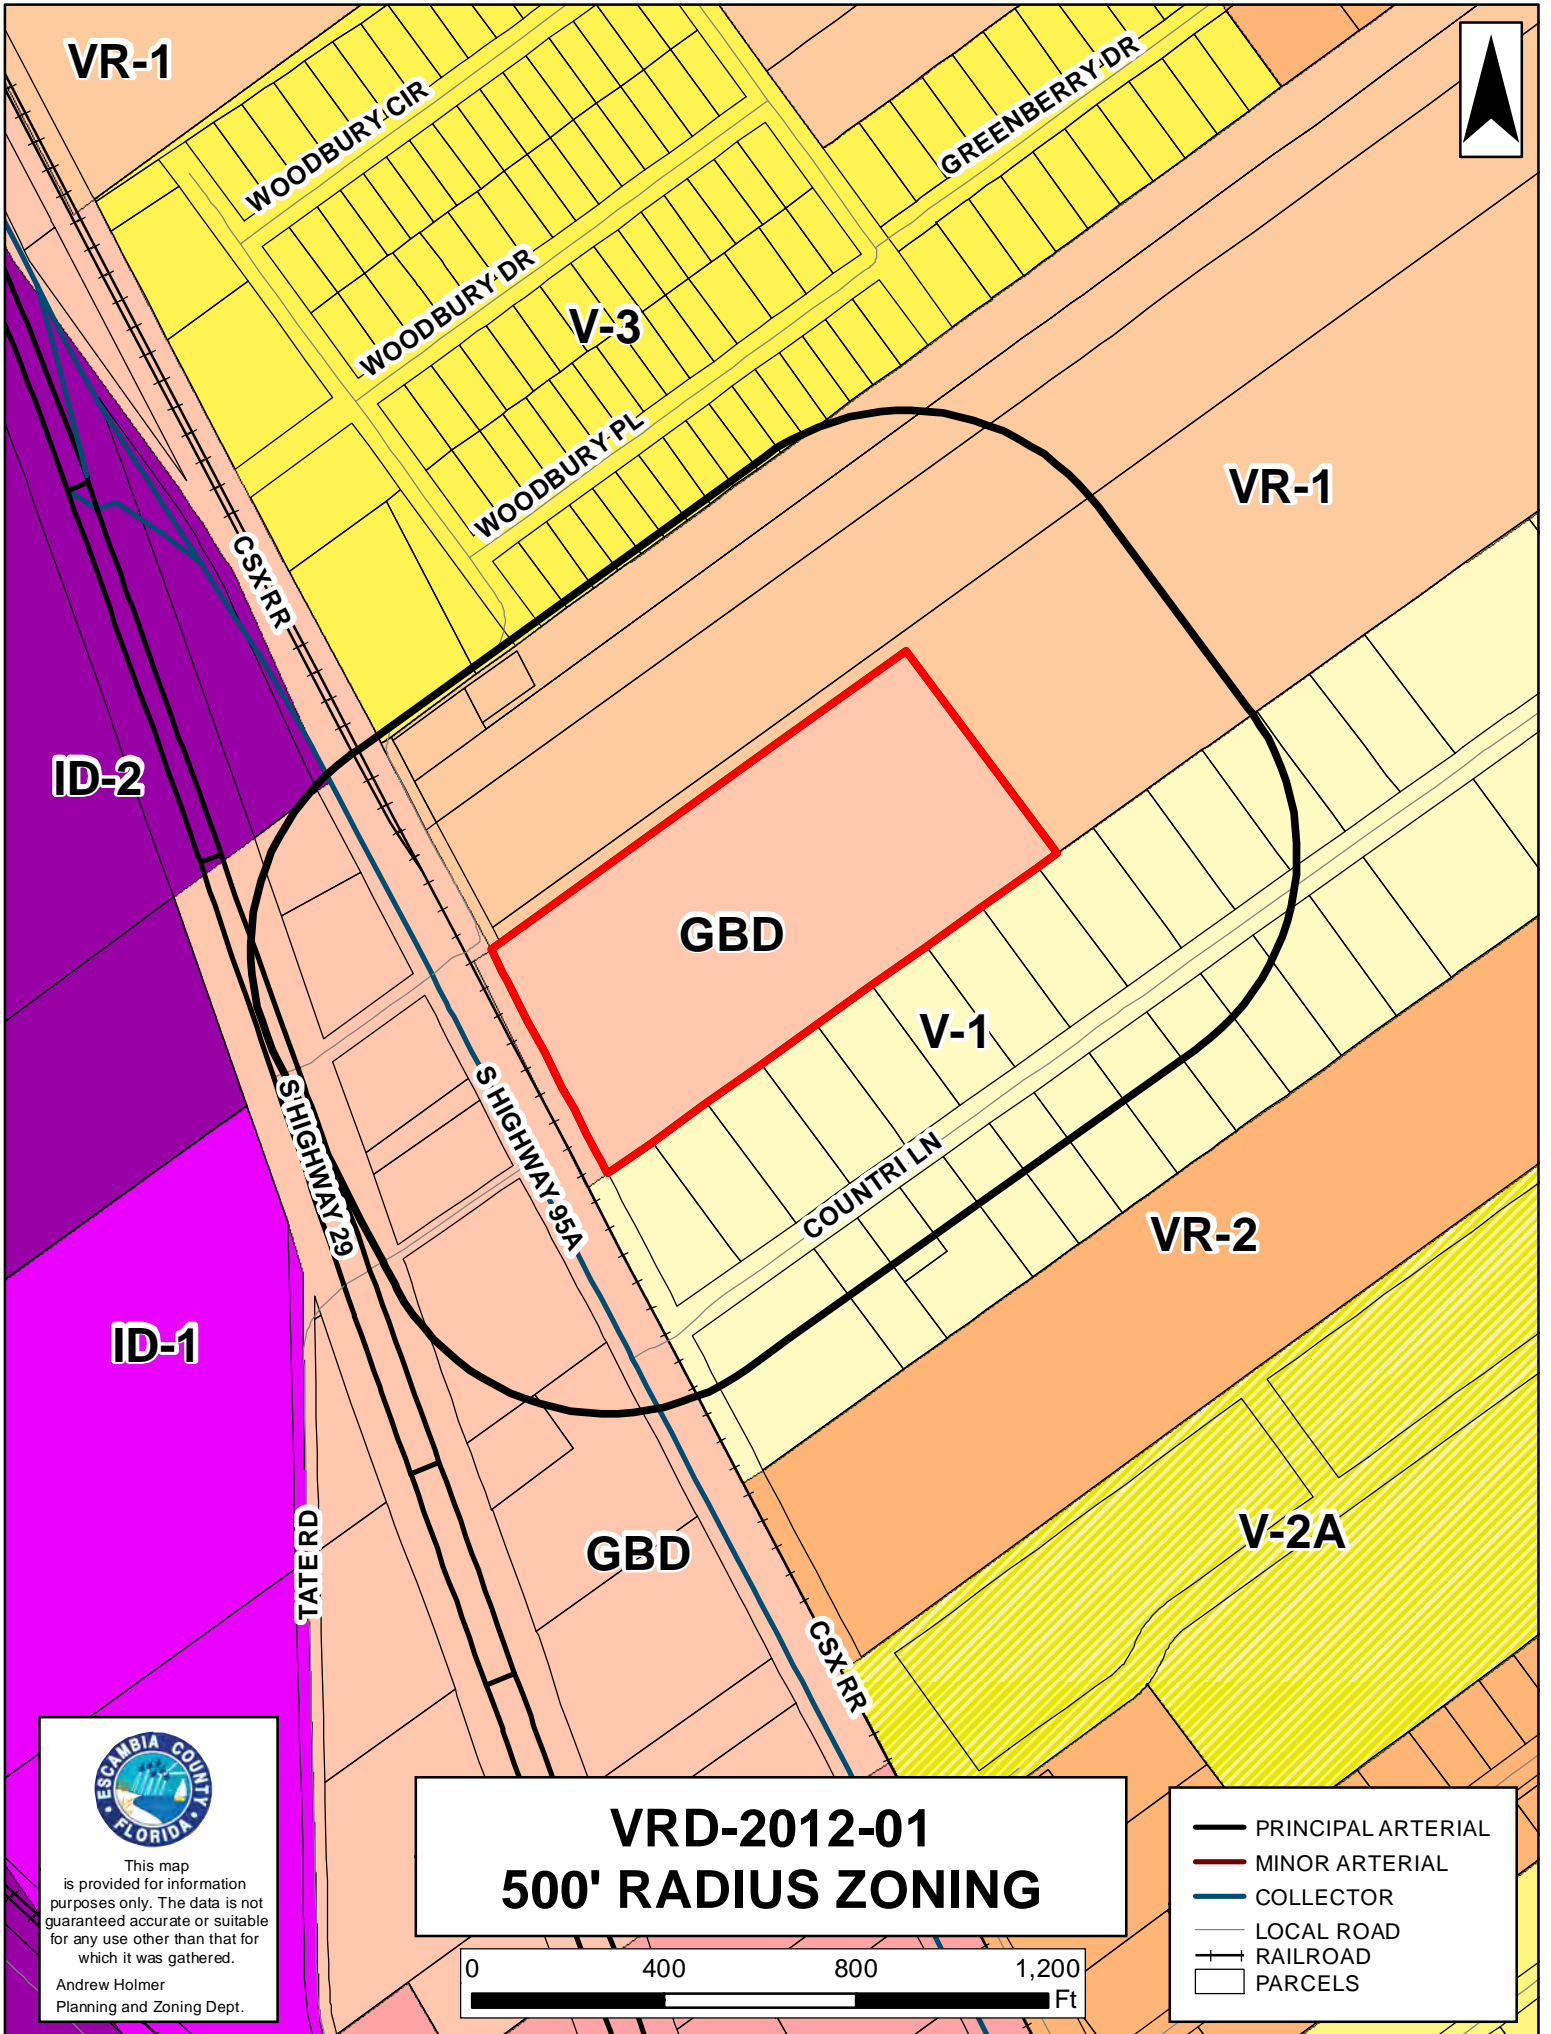 VR-1
WOODBURY CIR
GREENBERRY DR
WOODBURY DR
V-3
WOODBURY PL
VR-1
CSX RR
ID-2
GBD
V-1
S HIGHWAY 95A
S HIGHWAY 29
COUNTRI LN
VR-2
ID-1
V-2A
TATE RD
GBD
CSX RR
ESCAMBIA COUNTY
FLORIDA
This map
is provided for information
purposes only. The data is not
guaranteed accurate or suitable
for any use other than that for
which it was gathered.
Andrew Holmer
Planning and Zoning Dept.
VRD-2012-01
500' RADIUS ZONING
0 400 800 1,200
Ft
PRINCIPAL ARTERIAL
MINOR ARTERIAL
COLLECTOR
LOCAL ROAD
RAILROAD
PARCELS